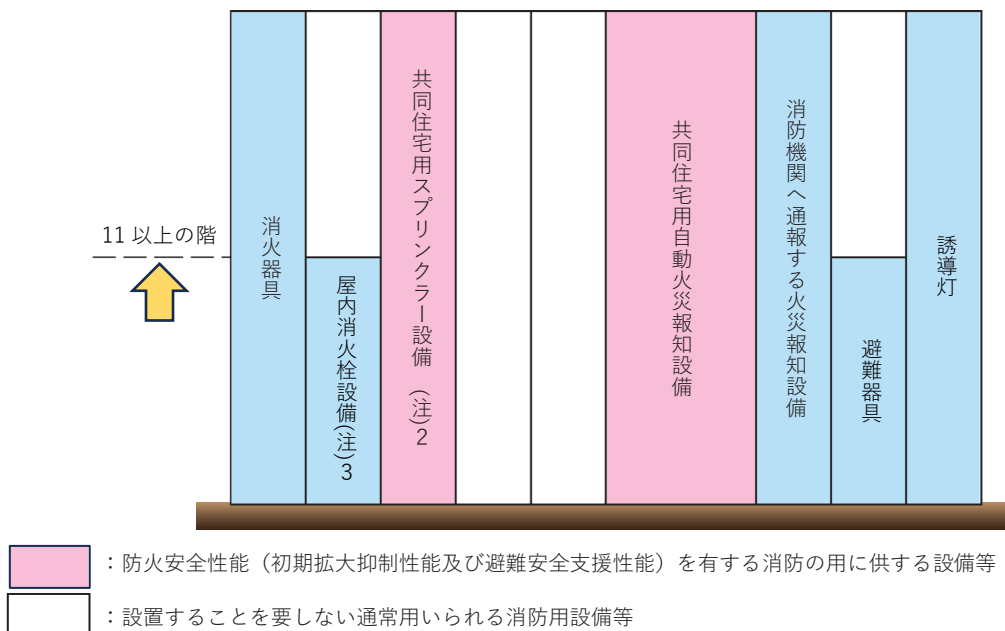 11 以上の階
消火器具
屋内消火栓設備(注)3
共同住宅用スプリンクラー設備 (注)2
共同住宅用自動火災報知設備
消防機関へ通報する火災報知設備
避難器具
誘導灯
：防火安全性能（初期拡大抑制性能及び避難安全支援性能）を有する消防の用に供する設備等
：設置することを要しない通常用いられる消防用設備等